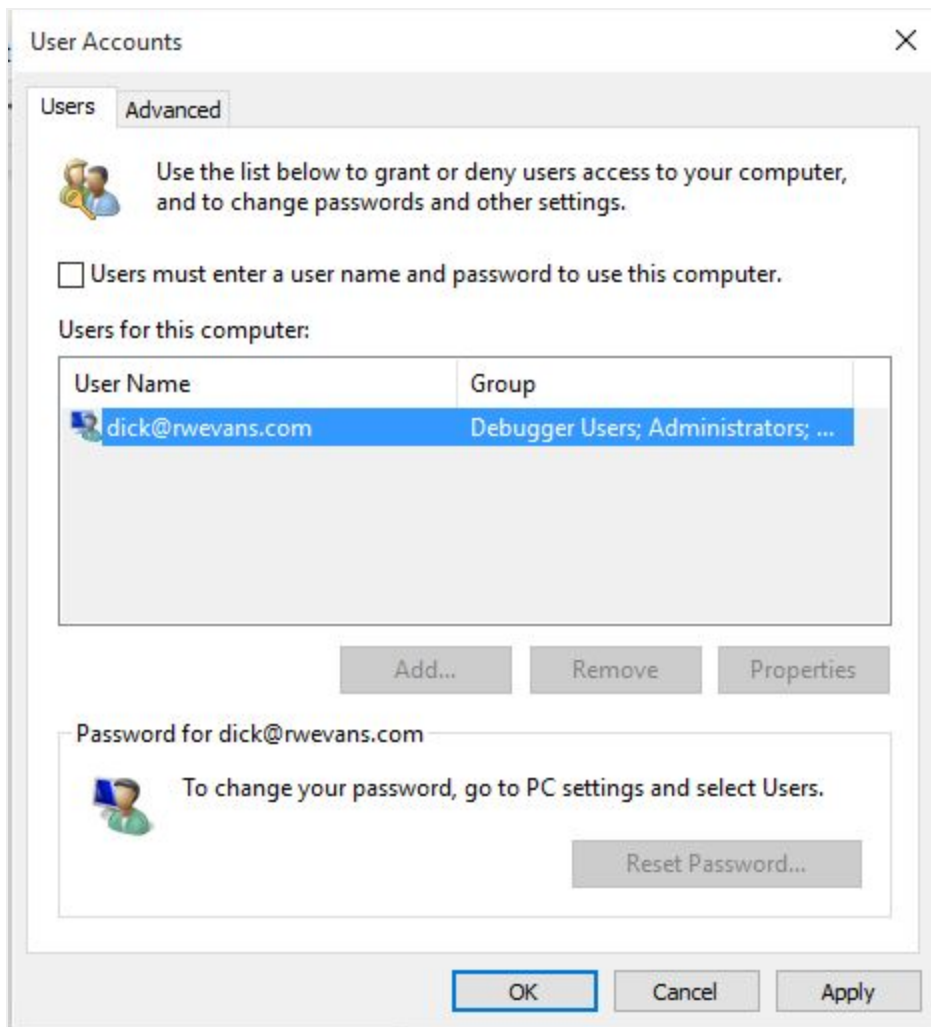 User Accounts
Users
Advanced
Use the list below to grant or deny users access to your computer,
and to change passwords and other settings.
Users must enter a user name and password to use this computer.
Users for this computer:
User Name Group
dick@rwevans.com Debugger Users; Administrators; ...
Add... Remove Properties
Password for dick@rwevans.com
To change your password, go to PC settings and select Users.
Reset Password...
OK Cancel Apply